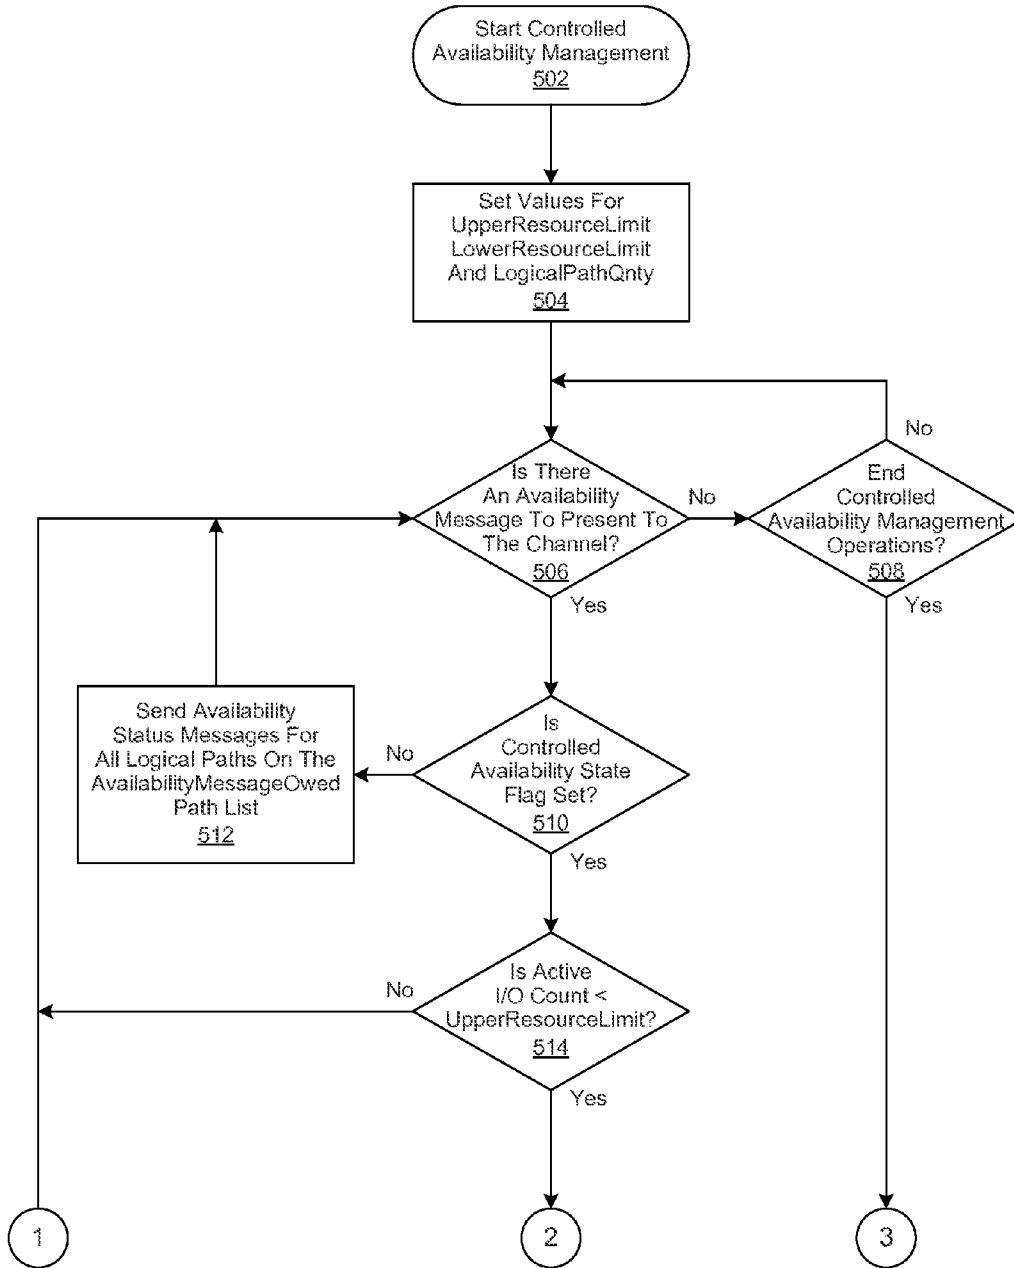 Start Controlled
Availability Management
502
Set Values For
UpperResourceLimit
LowerResourceLimit
And LogicalPathQnty
504
No
Is There
An Availability
Message To Present To
The Channel?
506
No
End
Controlled
Availability Management
Operations?
508
Yes
Yes
Send Availability
Status Messages For
All Logical Paths On The
AvailabilityMessageOwed
Path List
512
No
Is
Controlled
Availability State
Flag Set?
510
Yes
No
Is Active
I/O Count <
UpperResourceLimit?
514
Yes
1
2
3